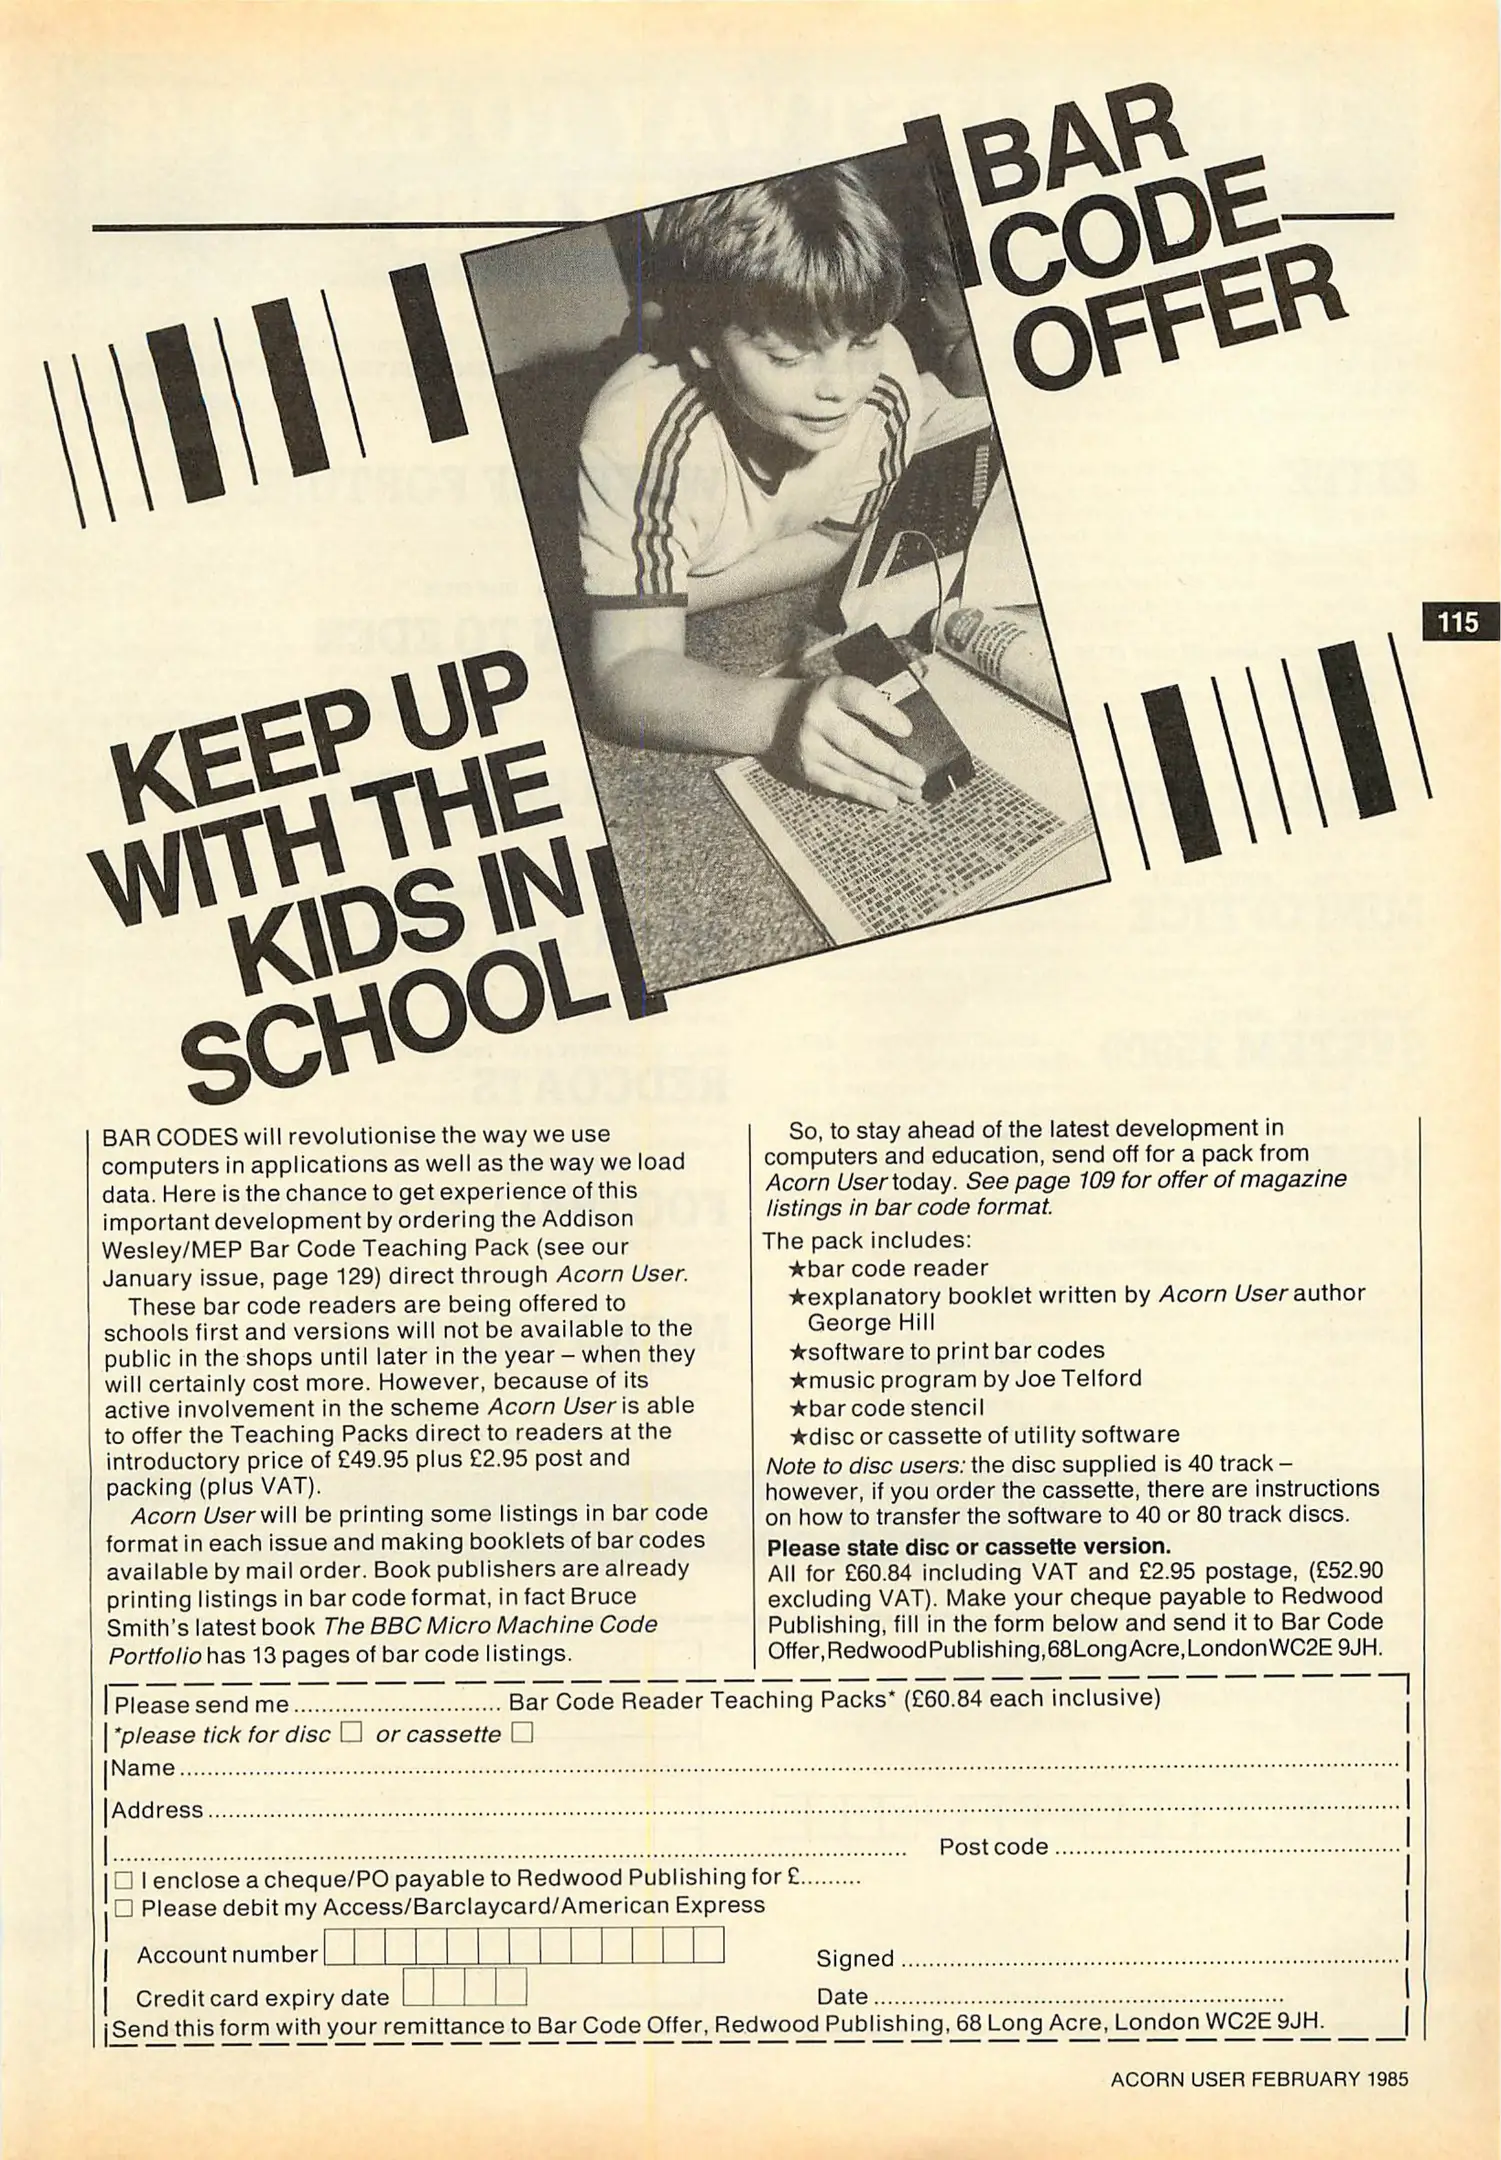 BAR
CODE
OFFER
115
KEEP UP
WITH THE
KIDS IN
SCHOOL
BAR CODES will revolutionise the way we use
computers in applications as well as the way we load
data. Here is the chance to get experience of this
important development by ordering the Addison
Wesley/MEP Bar Code Teaching Pack (see our
January issue, page 129) direct through Acorn User.
These bar code readers are being offered to
schools first and versions will not be available to the
public in the shops until later in the year – when they
will certainly cost more. However, because of its
active involvement in the scheme Acorn User is able
to offer the Teaching Packs direct to readers at the
introductory price of £49.95 plus £2.95 post and
packing (plus VAT).
Acorn User will be printing some listings in bar code
format in each issue and making booklets of bar codes
available by mail order. Book publishers are already
printing listings in bar code format, in fact Bruce
Smith's latest book The BBC Micro Machine Code
Portfolio has 13 pages of bar code listings.
So, to stay ahead of the latest development in
computers and education, send off for a pack from
Acorn User today. See page 109 for offer of magazine
listings in bar code format.
The pack includes:
★bar code reader
★explanatory booklet written by Acorn User author
George Hill
★software to print bar codes
★music program by Joe Telford
★bar code stencil
★disc or cassette of utility software
Note to disc users: the disc supplied is 40 track –
however, if you order the cassette, there are instructions
on how to transfer the software to 40 or 80 track discs.
Please state disc or cassette version.
All for £60.84 including VAT and £2.95 postage, (£52.90
excluding VAT). Make your cheque payable to Redwood
Publishing, fill in the form below and send it to Bar Code
Offer, Redwood Publishing, 68 Long Acre, London WC2E 9JH.
Please send me .............................. Bar Code Reader Teaching Packs* (£60.84 each inclusive)
*please tick for disc □ or cassette □
Name
Address
Post code
□ I enclose a cheque/PO payable to Redwood Publishing for £.........
□ Please debit my Access/Barclaycard/American Express
Account number
Signed
Credit card expiry date
Date
Send this form with your remittance to Bar Code Offer, Redwood Publishing, 68 Long Acre, London WC2E 9JH.
ACORN USER FEBRUARY 1985